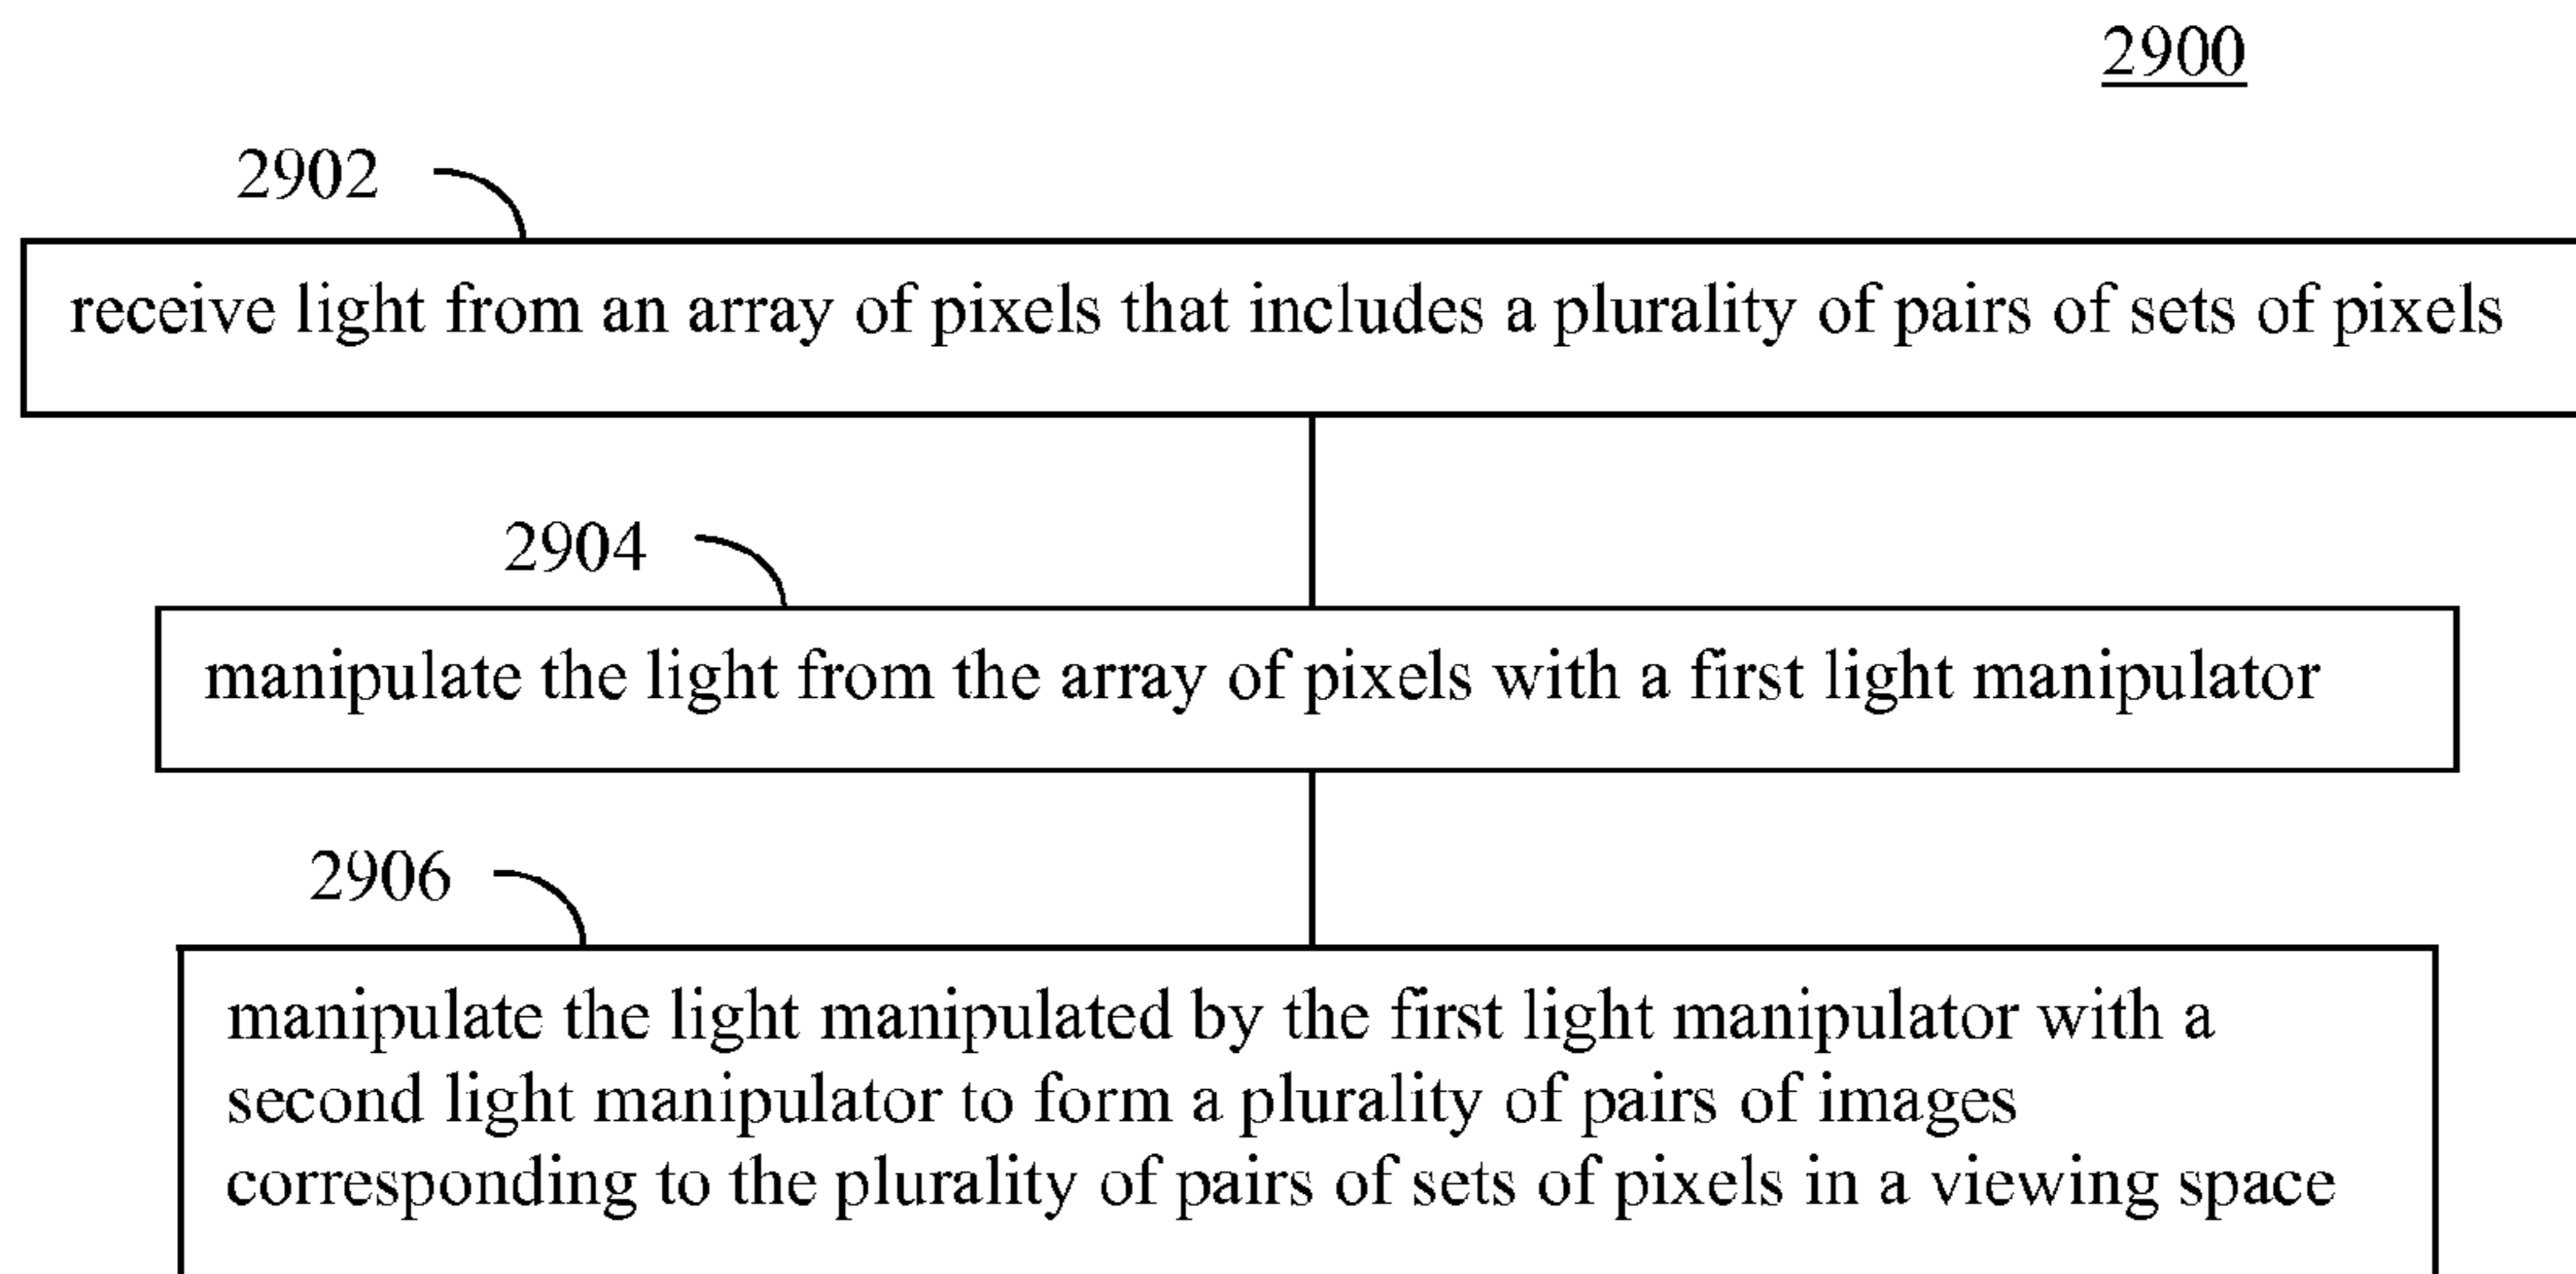 2900
2902
receive light from an array of pixels that includes a plurality of pairs of sets of pixels
2904
manipulate the light from the array of pixels with a first light manipulator
2906
manipulate the light manipulated by the first light manipulator with a
second light manipulator to form a plurality of pairs of images
corresponding to the plurality of pairs of sets of pixels in a viewing space